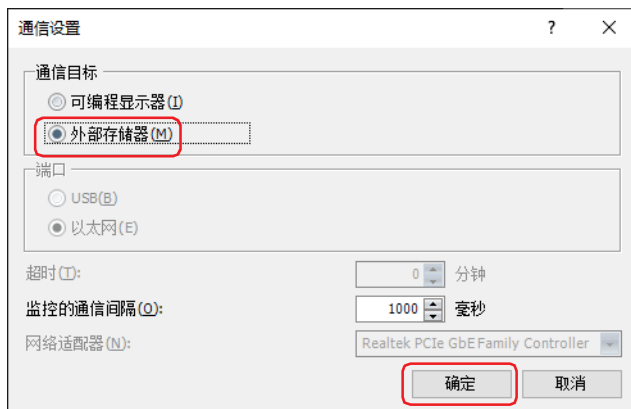 通信设置 ? ×
通信目标
可编程显示器(I)
外部存储器(M)
端口
USB(B)
以太网(E)
超时(T): 0 分钟
监控的通信间隔(O): 1000 毫秒
网络适配器(N): Realtek PCIe GbE Family Controller
确定 取消